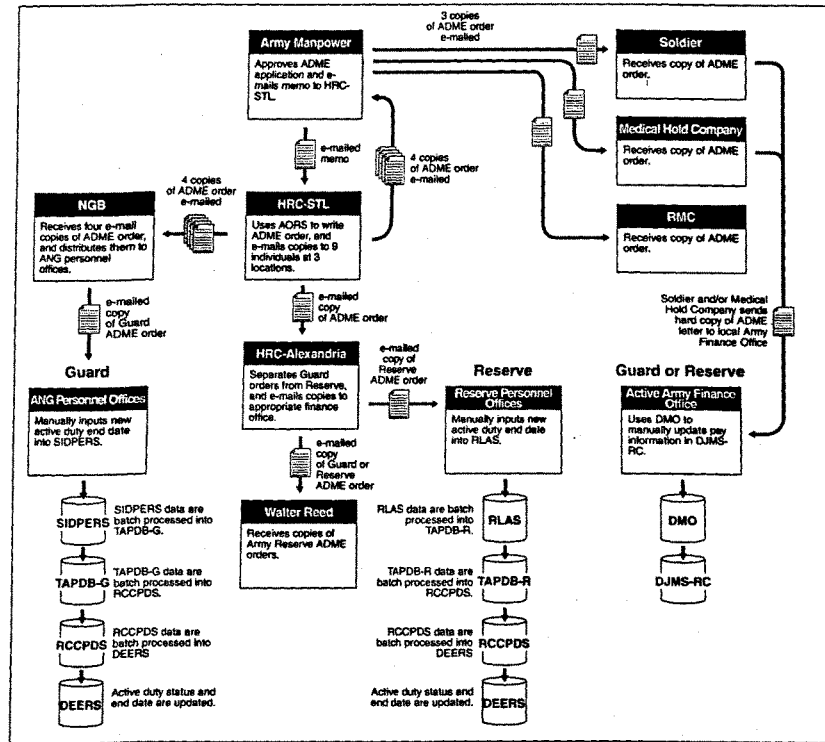 3 copies
of ADME order
e-mailed
Army Manpower
Approves ADME
application and e-
mails memo to HRC-
STL.
Soldier
Receives copy of ADME
order.
Medical Hold Company
Receives copy of ADME
order.
RMC
Receives copy of ADME
order.
e-mailed
memo
4 copies
of ADME order
e-mailed
4 copies
of ADME order
e-mailed
NGB
Receives four e-mail
copies of ADME order,
and distributes them to
ANG personnel
offices.
HRC-STL
Uses AORS to write
ADME order, and
e-mails copies to 9
individuals at 3
locations.
e-mailed
copy
of Guard
ADME order
e-mailed
copy
of ADME order
Soldier and/or Medical
Hold Company sends
hard copy of ADME
letter to local Army
Finance Office
HRC-Alexandria
Separates Guard
orders from Reserve,
and e-mails copies to
appropriate finance
office.
e-mailed
copy of
Reserve
ADME order
Guard
ANG Personnel Offices
Manually inputs new
active duty end date
into SIDPERS.
Reserve
Reserve Personnel
Offices
Manually inputs new
active duty end date
into RLAS.
Guard or Reserve
Active Army Finance
Office
Uses DMO to
manually update pay
information in DJMS-
RC.
e-mailed
copy
of Guard or
Reserve
ADME order
Walter Reed
Receives copies of
Army Reserve ADME
orders.
SIDPERS
SIDPERS data are
batch processed into
TAPDB-G.
TAPDB-G
TAPDB-G data are
batch processed into
RCCPDS.
RCCPDS
RCCPDS data are
batch processed into
DEERS
DEERS
Active duty status and
end date are updated.
RLAS data are batch
processed into
TAPDB-R.
RLAS
TAPDB-R data are
batch processed into
RCCPDS.
TAPDB-R
RCCPDS data are
batch processed into
DEERS
RCCPDS
Active duty status and
end date are updated.
DEERS
DMO
DJMS-RC